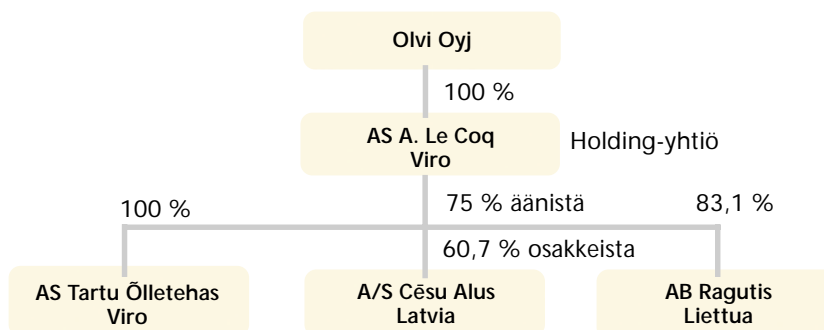 Olvi Oyj
100 %
AS A. Le Coq
Viro
Holding-yhtiö
100 %
75 % äänistä
83,1 %
60,7 % osakkeista
AS Tartu Õlletehas
Viro
A/S Cēsu Alus
Latvia
AB Ragutis
Liettua